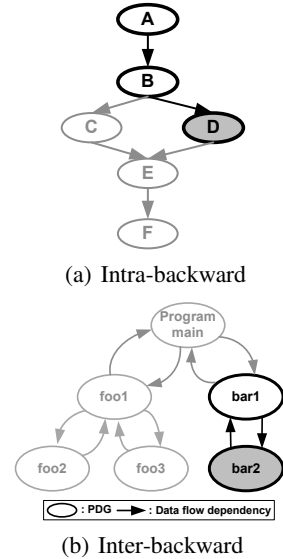 A
B
C D
E
F
(a) Intra-backward
Program
main
foo1 bar1
foo2 foo3 bar2
: PDG : Data flow dependency
(b) Inter-backward